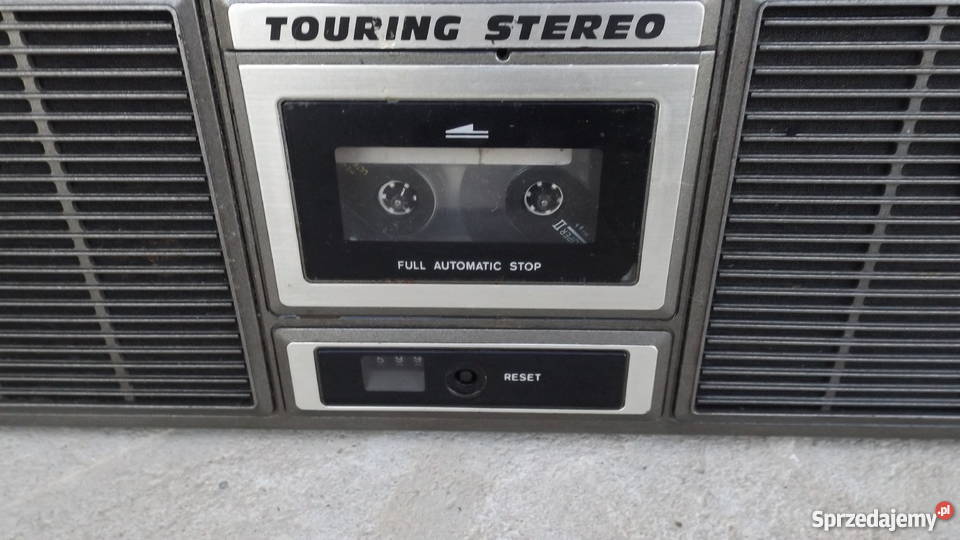 TOURING STEREO
FULL AUTOMATIC STOP
RESET
Sprzedajemy.pl